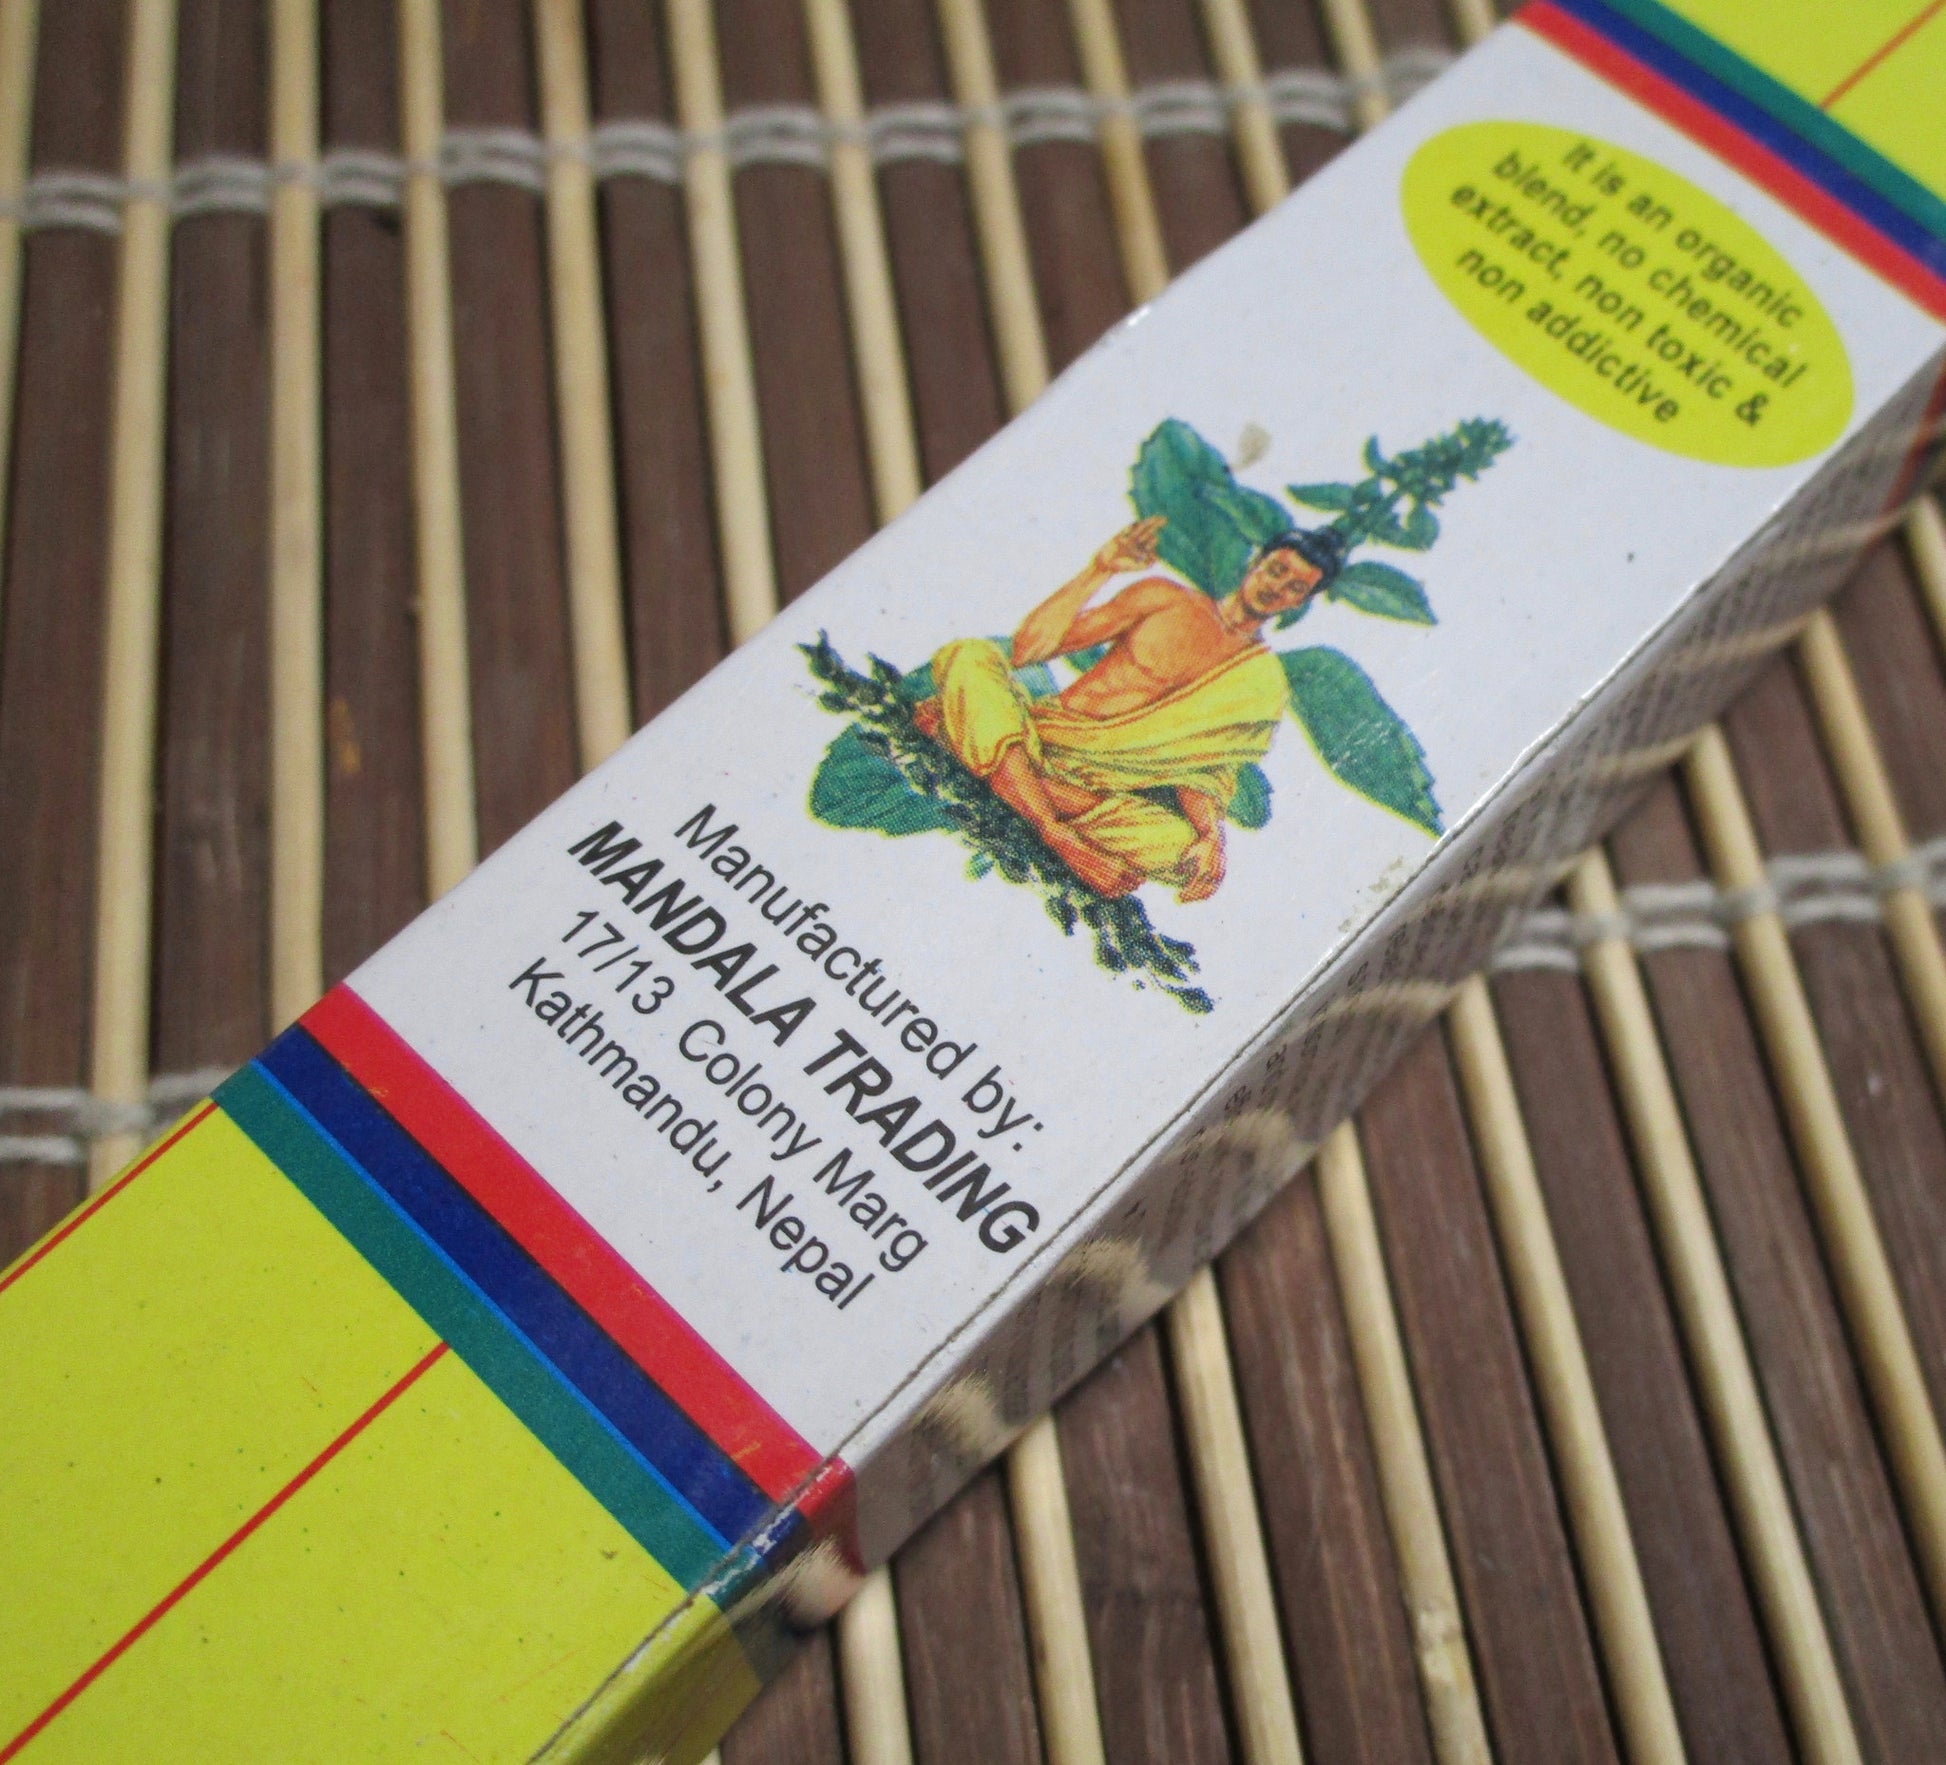 It is an organic
blend, no chemical
extract, non toxic &
non addictive
Manufactured by:
MANDALA TRADING
17/13 Colony Marg
Kathmandu, Nepal